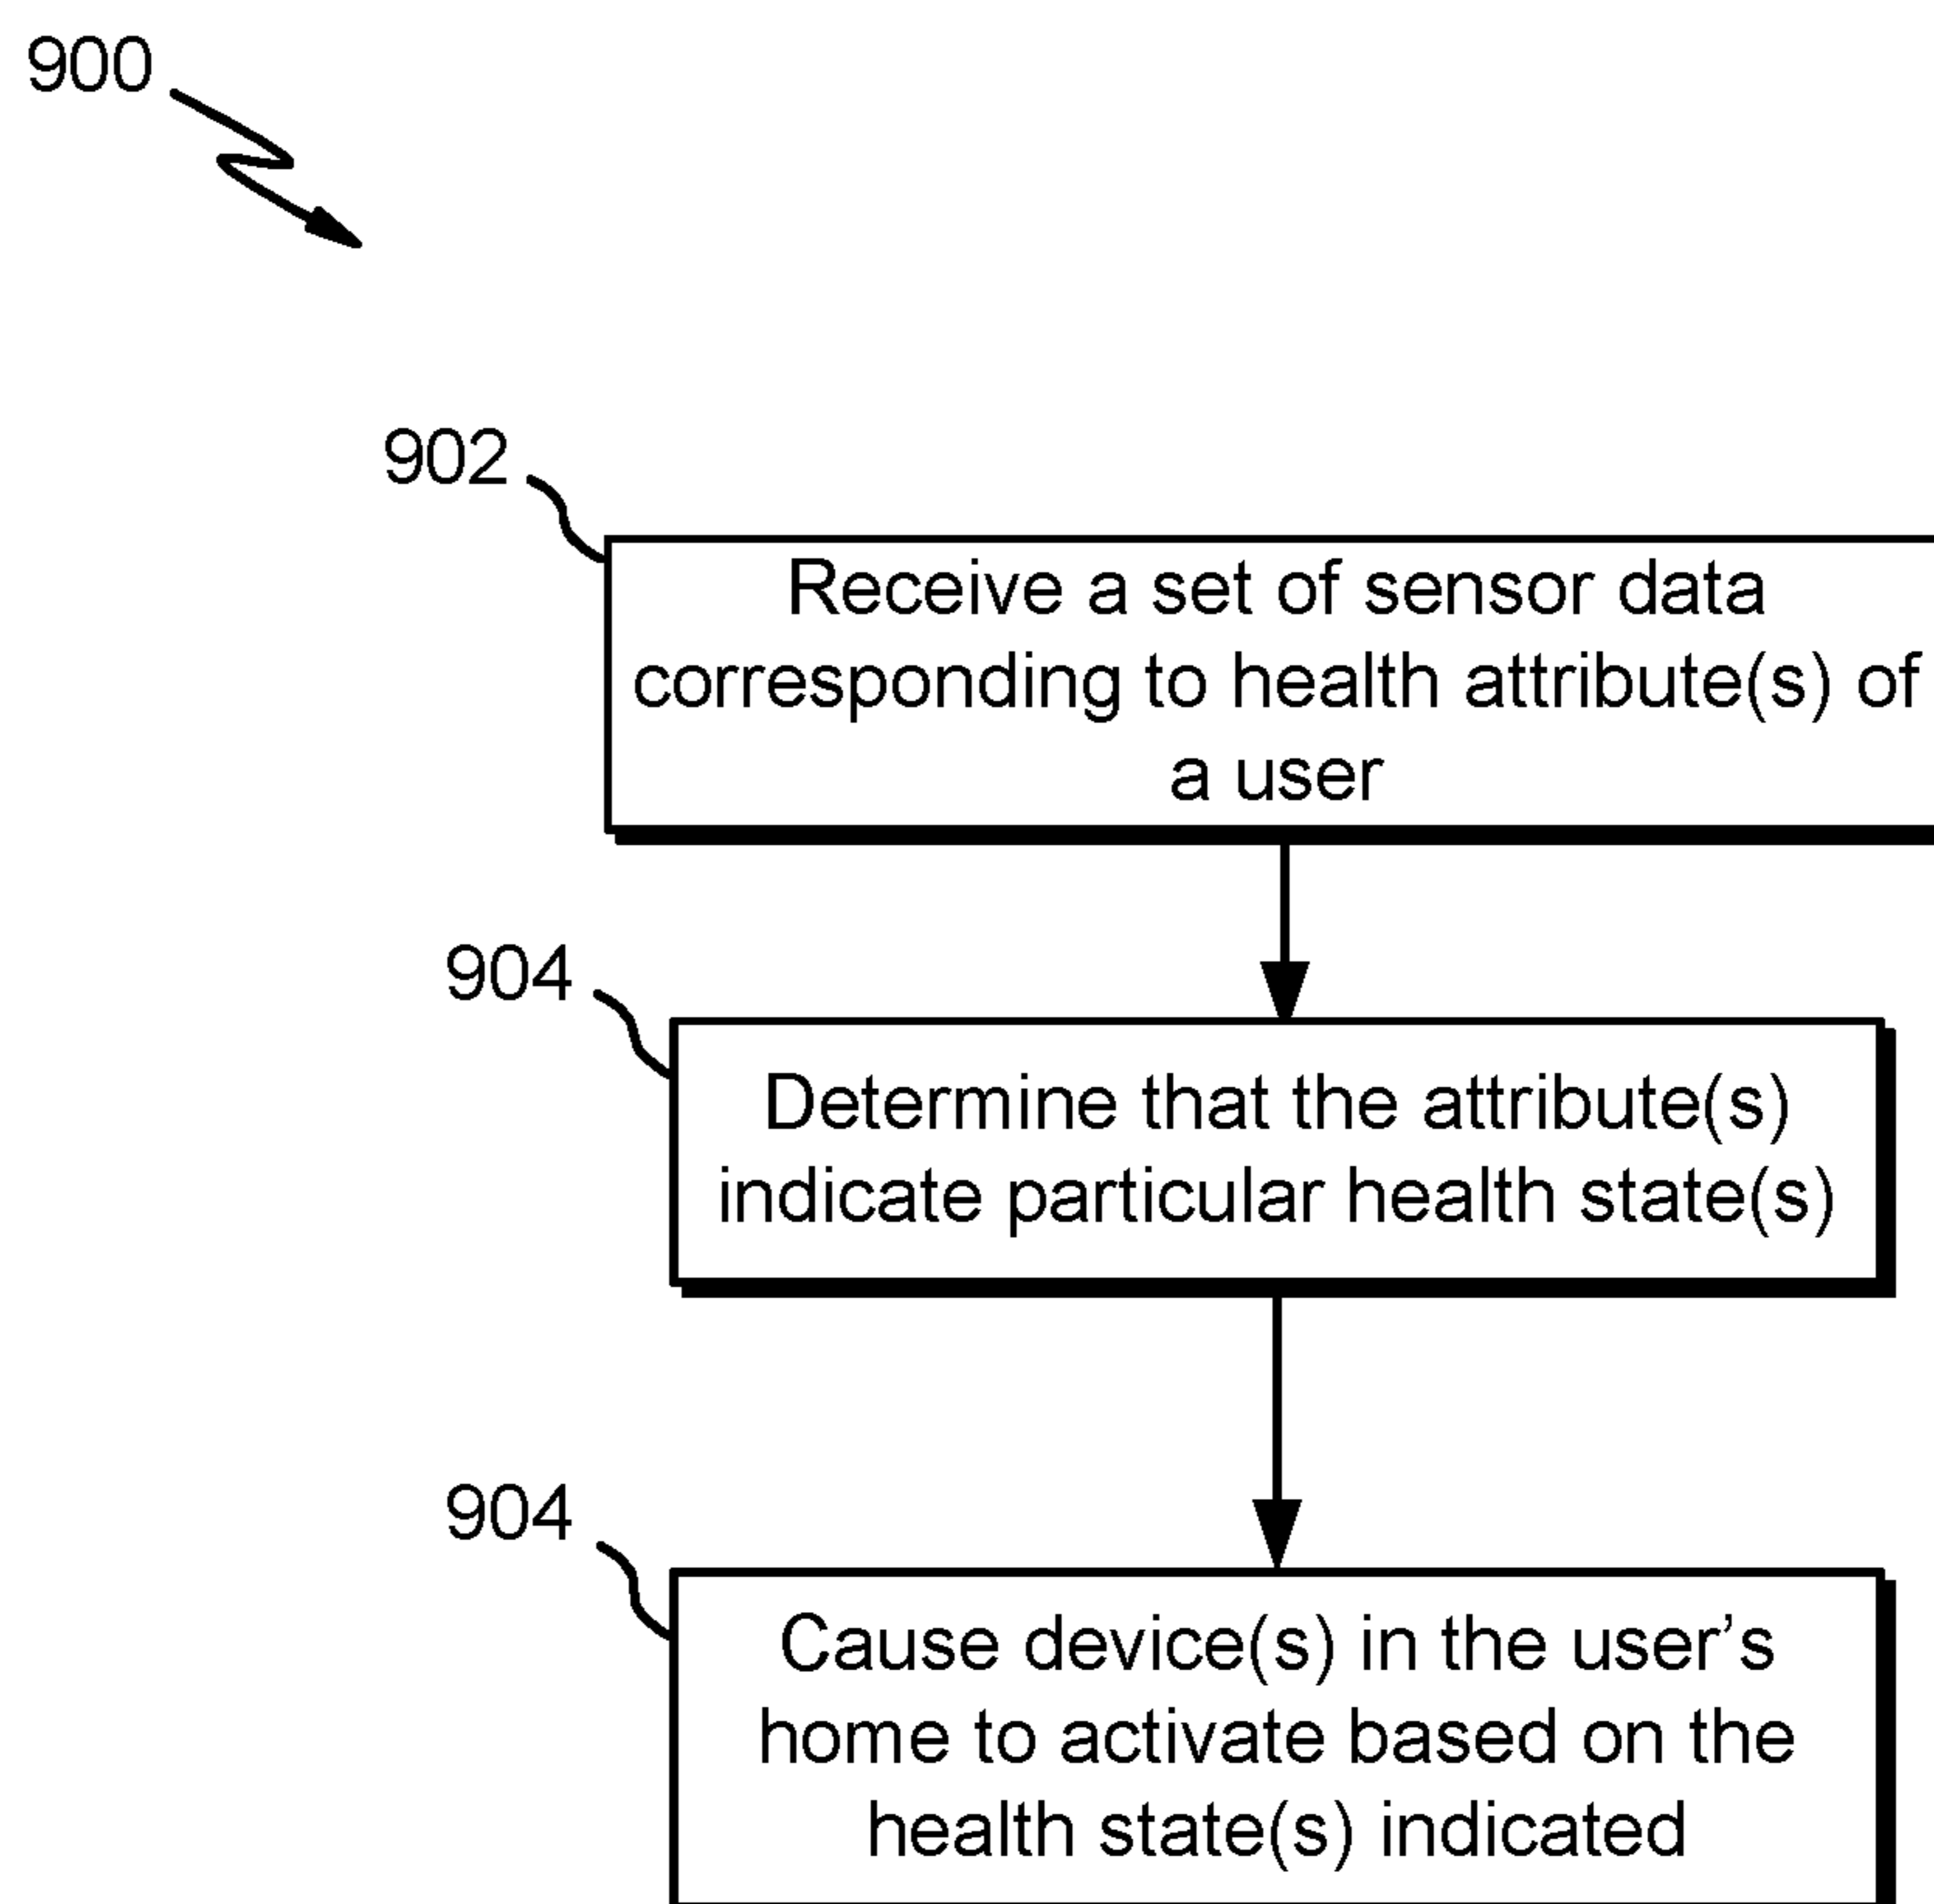 900
902
Receive a set of sensor data
corresponding to health attribute(s) of
a user
904
Determine that the attribute(s)
indicate particular health state(s)
904
Cause device(s) in the user’s
home to activate based on the
health state(s) indicated